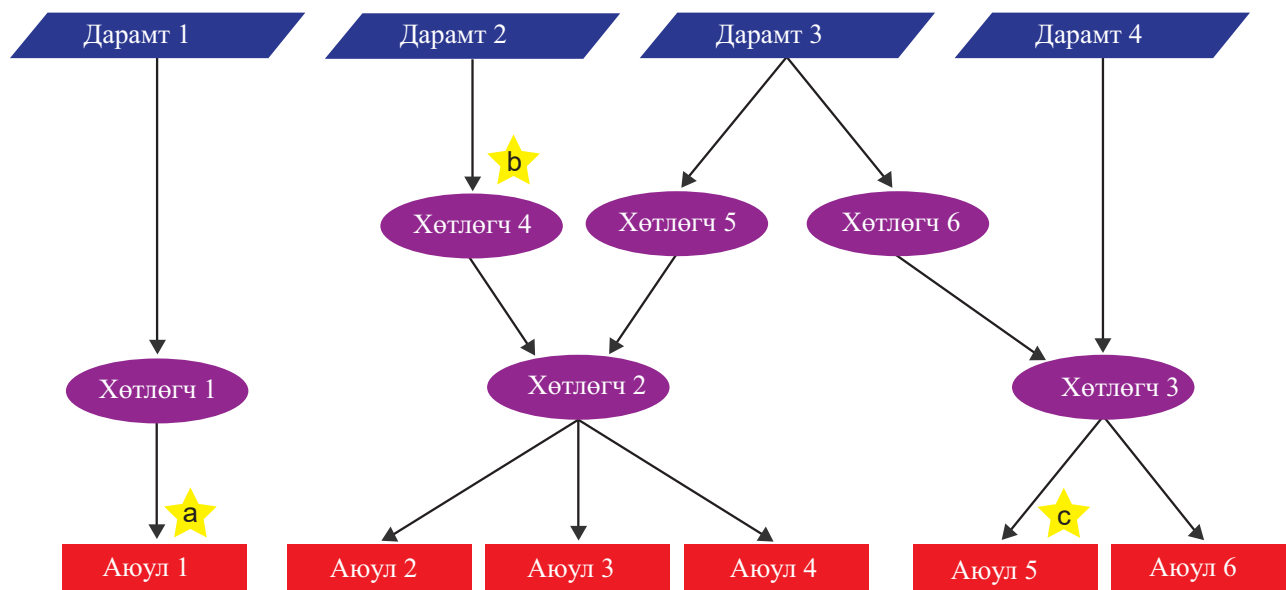 Дарамт 1
Дарамт 2
Дарамт 3
Дарамт 4
b
Хөтлөгч 4
Хөтлөгч 5
Хөтлөгч 6
Хөтлөгч 1
Хөтлөгч 2
Хөтлөгч 3
a
c
Аюул 1
Аюул 2
Аюул 3
Аюул 4
Аюул 5
Аюул 6